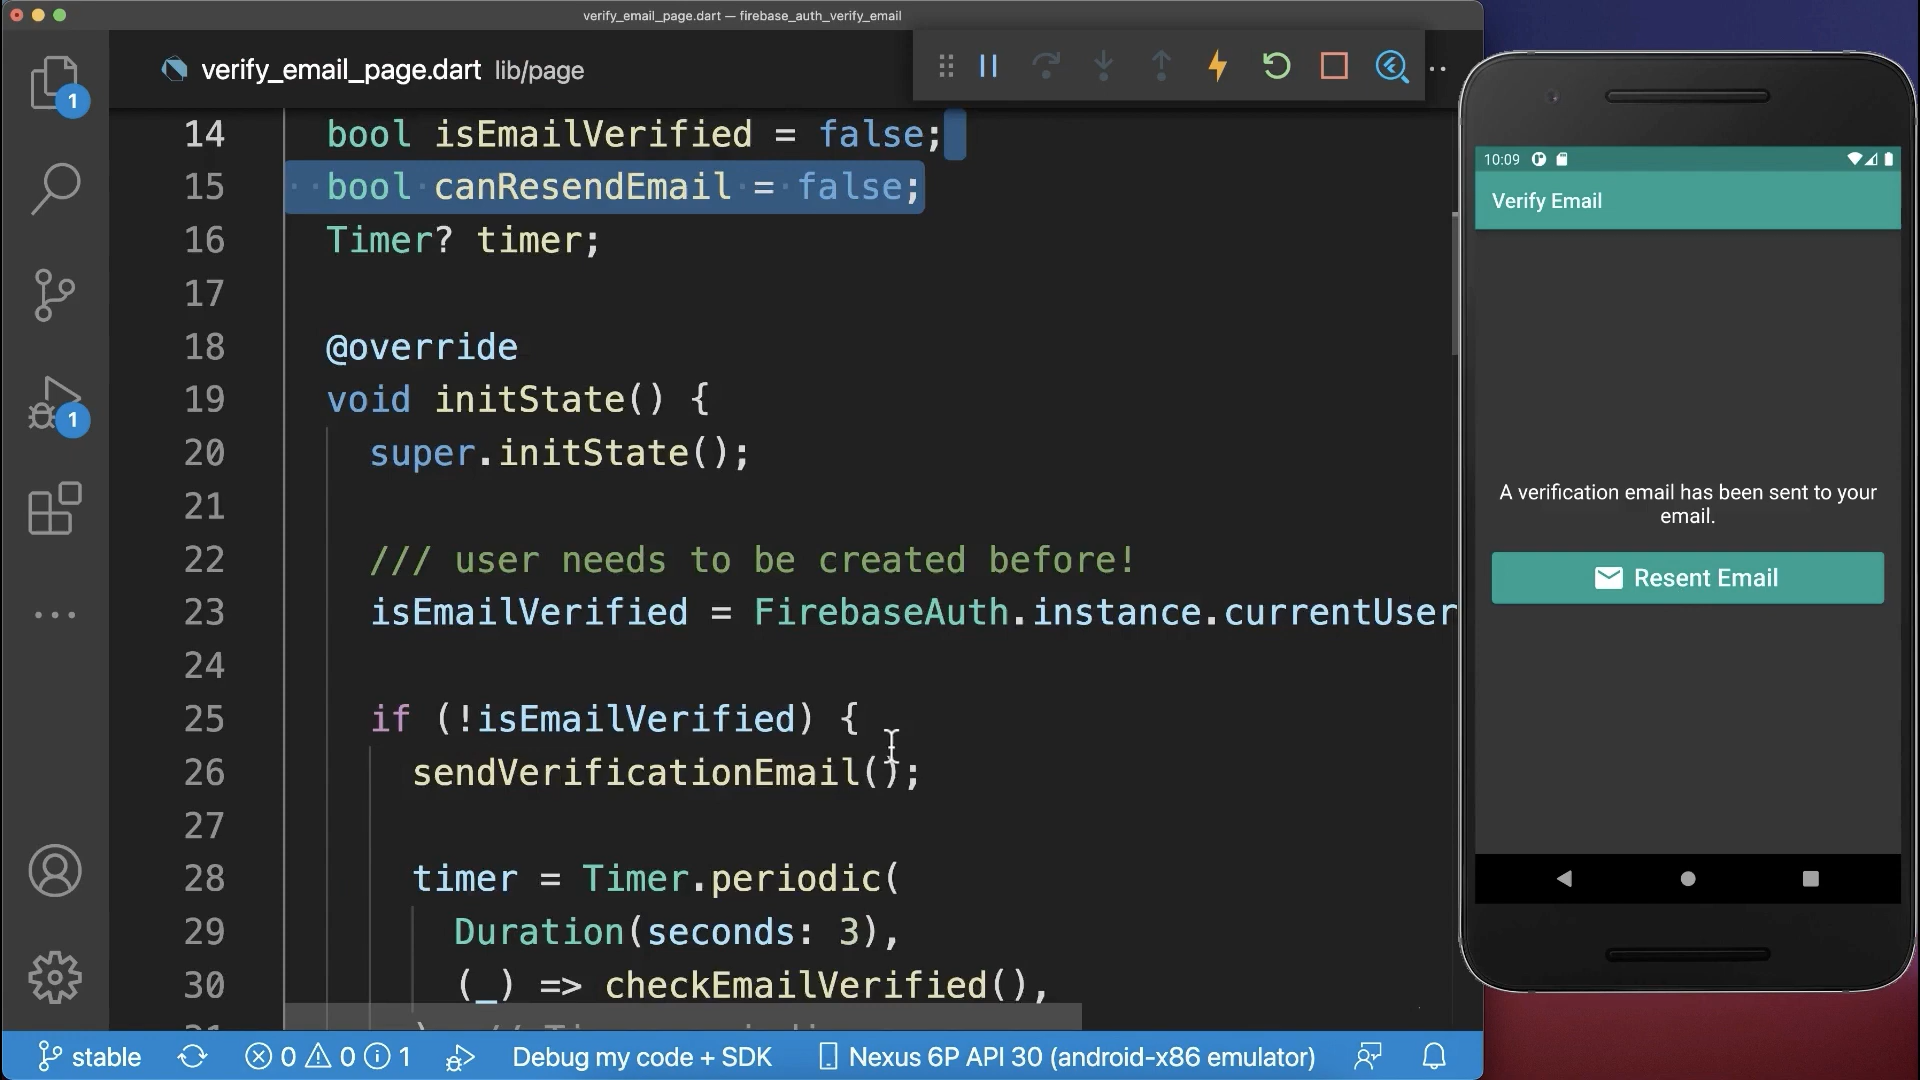 verify_email_page.dart — firebase_auth_verify_email
verify_email_page.dart lib/page
14 bool isEmailVerified = false;
15 bool canResendEmail = false;
16 Timer? timer;
17
18 @override
19 void initState() {
20 super.initState();
21
22 /// user needs to be created before!
23 isEmailVerified = FirebaseAuth.instance.currentUser
24
25 if (!isEmailVerified) {
26 sendVerificationEmail();
27
28 timer = Timer.periodic(
29 Duration(seconds: 3),
30 (_) => checkEmailVerified(),
1
1
stable 0 0 1 Debug my code + SDK Nexus 6P API 30 (android-x86 emulator)
10:09
Verify Email
A verification email has been sent to your
email.
Resent Email